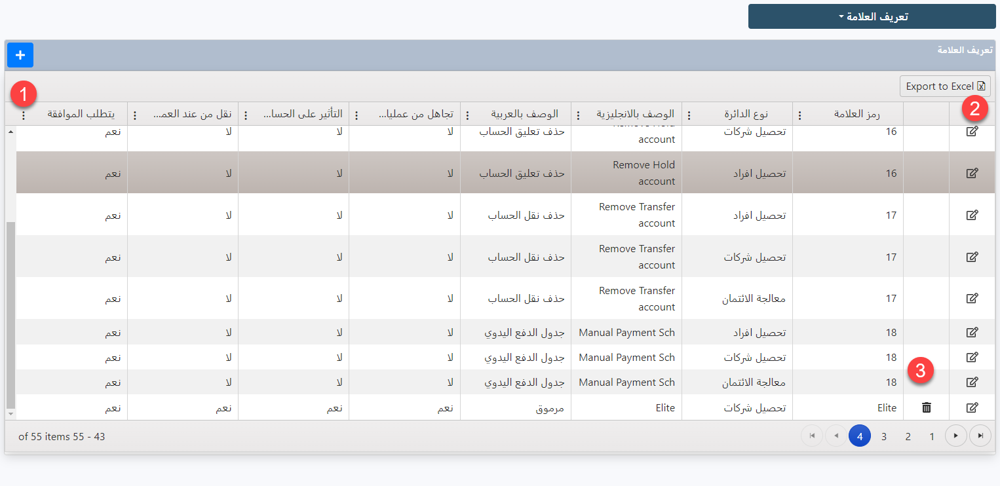 تعريف العلامة
تعريف العلامة
+
Export to Excel
1
2
رمز العلامة نوع الدائرة الوصف بالانجليزية الوصف بالعربية تجاهل من عمليا... التأثير على الحسا... نقل من عند العم... يتطلب الموافقة
16 تحصيل شركات Remove Hold account حذف تعليق الحساب لا لا لا نعم
16 تحصيل افراد Remove Hold account حذف تعليق الحساب لا لا لا نعم
17 تحصيل افراد Remove Transfer account حذف نقل الحساب لا لا لا نعم
17 تحصيل شركات Remove Transfer account حذف نقل الحساب لا لا لا نعم
17 معالجة الائتمان Remove Transfer account حذف نقل الحساب لا لا لا نعم
18 تحصيل افراد Manual Payment Sch جدول الدفع اليدوي لا لا لا نعم
18 تحصيل شركات Manual Payment Sch جدول الدفع اليدوي لا لا لا نعم
3
18 معالجة الائتمان Manual Payment Sch جدول الدفع اليدوي لا لا لا نعم
Elite تحصيل شركات Elite مرموق نعم نعم نعم نعم
1 2 3 4
of 55 items 55 - 43